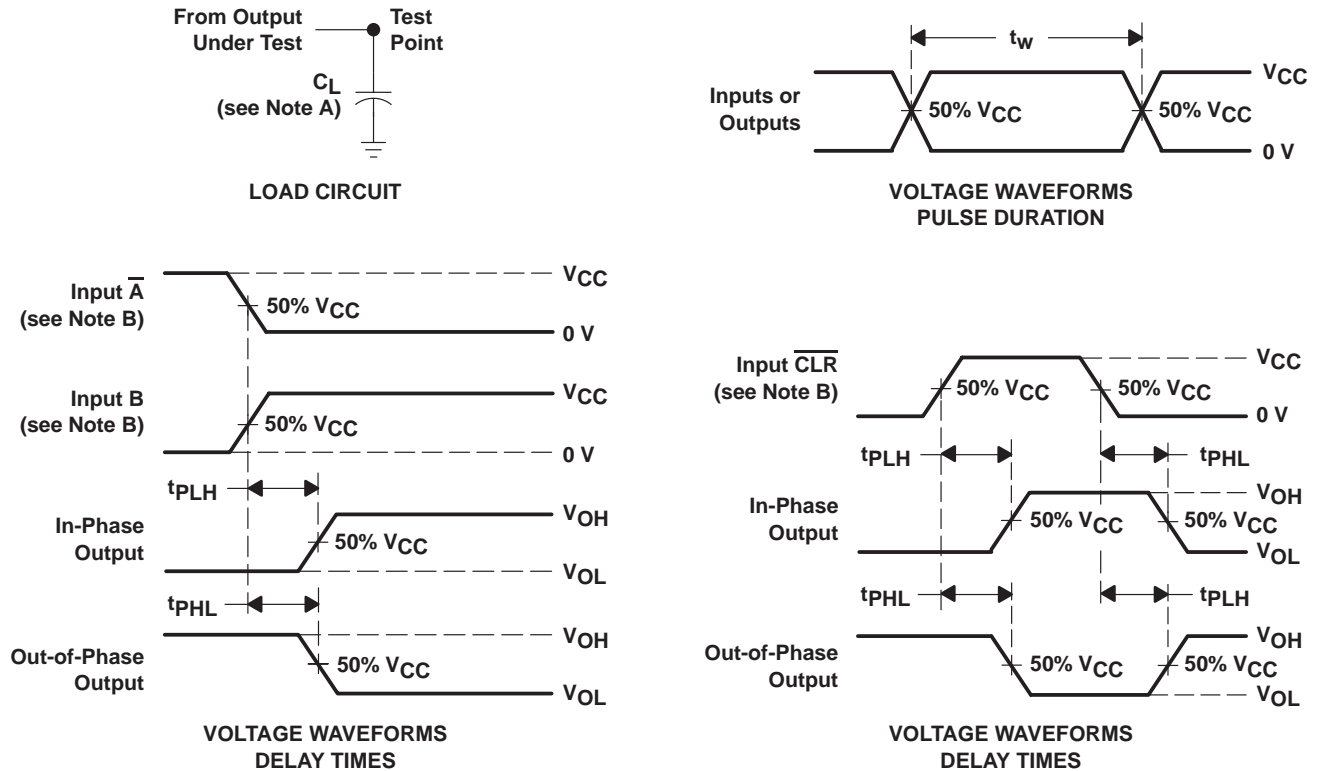 From Output
Under Test
Test
Point
CL
(see Note A)
LOAD CIRCUIT
tw
Inputs or
Outputs
50% VCC
50% VCC
VCC
0 V
VOLTAGE WAVEFORMS
PULSE DURATION
Input A̅
(see Note B)
50% VCC
VCC
0 V
Input B
(see Note B)
50% VCC
VCC
0 V
tPLH
In-Phase
Output
50% VCC
VOH
VOL
tPHL
Out-of-Phase
Output
50% VCC
VOH
VOL
VOLTAGE WAVEFORMS
DELAY TIMES
Input C̅L̅R̅
(see Note B)
50% VCC
50% VCC
VCC
0 V
tPLH
tPHL
In-Phase
Output
50% VCC
50% VCC
VOH
VOL
tPHL
tPLH
Out-of-Phase
Output
50% VCC
50% VCC
VOH
VOL
VOLTAGE WAVEFORMS
DELAY TIMES